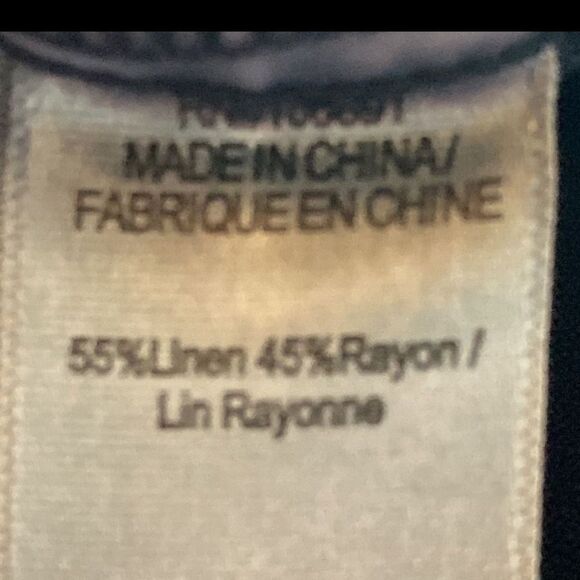 MADE IN CHINA/
FABRIQUE EN CHINE
55%Linen 45%Rayon /
Lin Rayonne